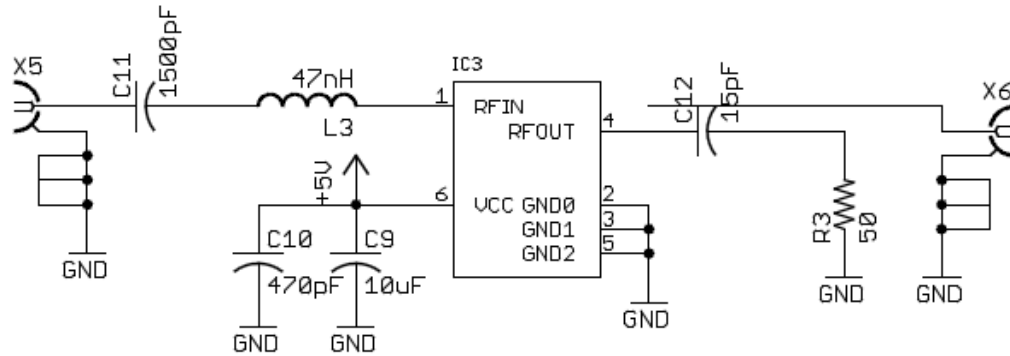 X5
C11
1500pF
47nH
L3
IC3
1
RFIN
RFOUT
4
C12
15pF
X6
+5V
6
VCC
GND0
2
GND1
3
GND2
5
C10
470pF
C9
10uF
R3
50
GND
GND
GND
GND
GND
GND